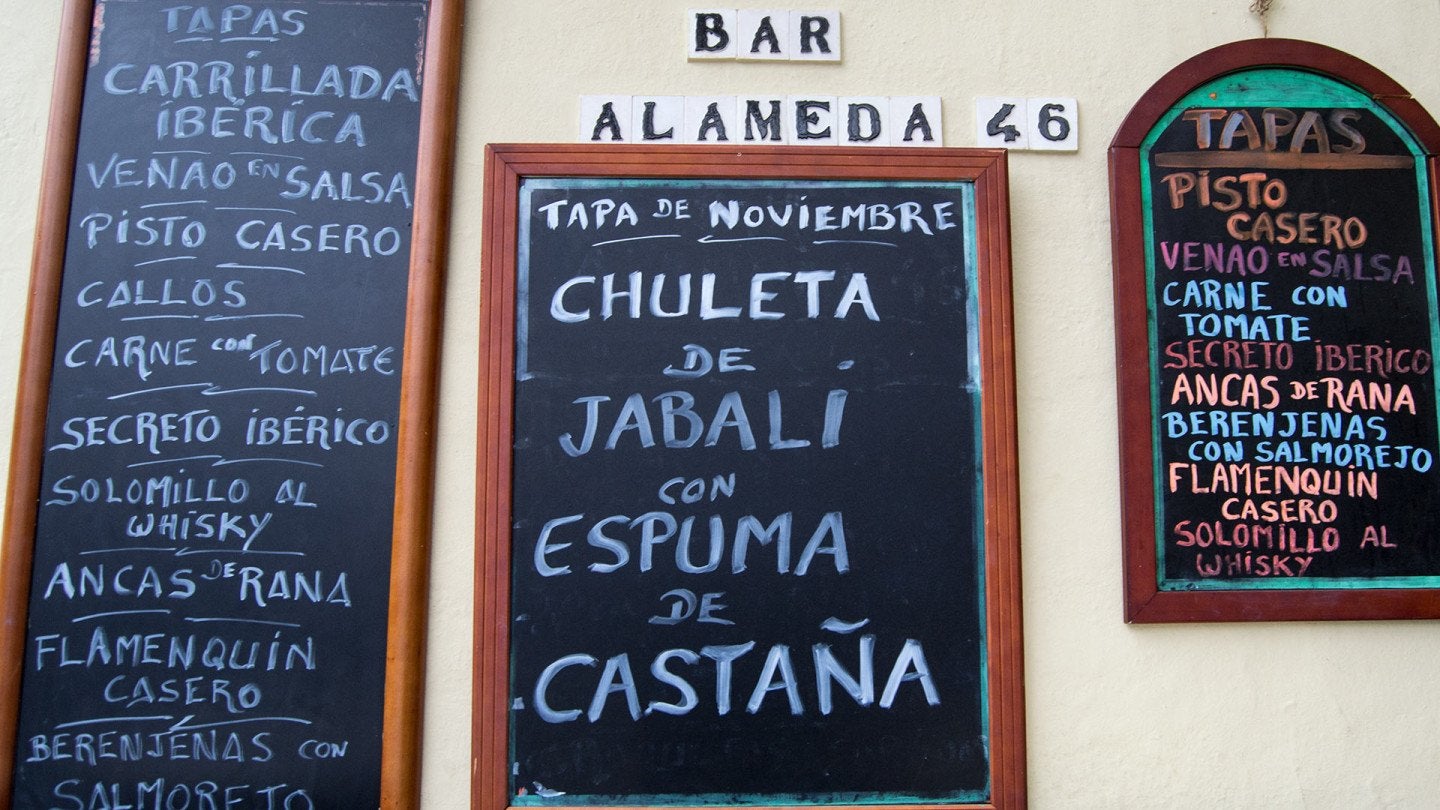 TAPAS
CARRILLADA
IBÉRICA
VENAO EN SALSA
PISTO CASERO
CALLOS
CARNE CON TOMATE
SECRETO IBÉRICO
SOLOMILLO AL
WHISKY
ANCAS DE RANA
FLAMENQUIN
CASERO
BERENJENAS CON
SALMOREJO
BAR
ALAMEDA 46
TAPA DE NOVIEMBRE
CHULETA
DE
JABALI
CON
ESPUMA
DE
CASTAÑA
TAPAS
PISTO
CASERO
VENAO EN SALSA
CARNE CON
TOMATE
SECRETO IBERICO
ANCAS DE RANA
BERENJENAS
CON SALMOREJO
FLAMENQUIN
CASERO
SOLOMILLO AL
WHISKY